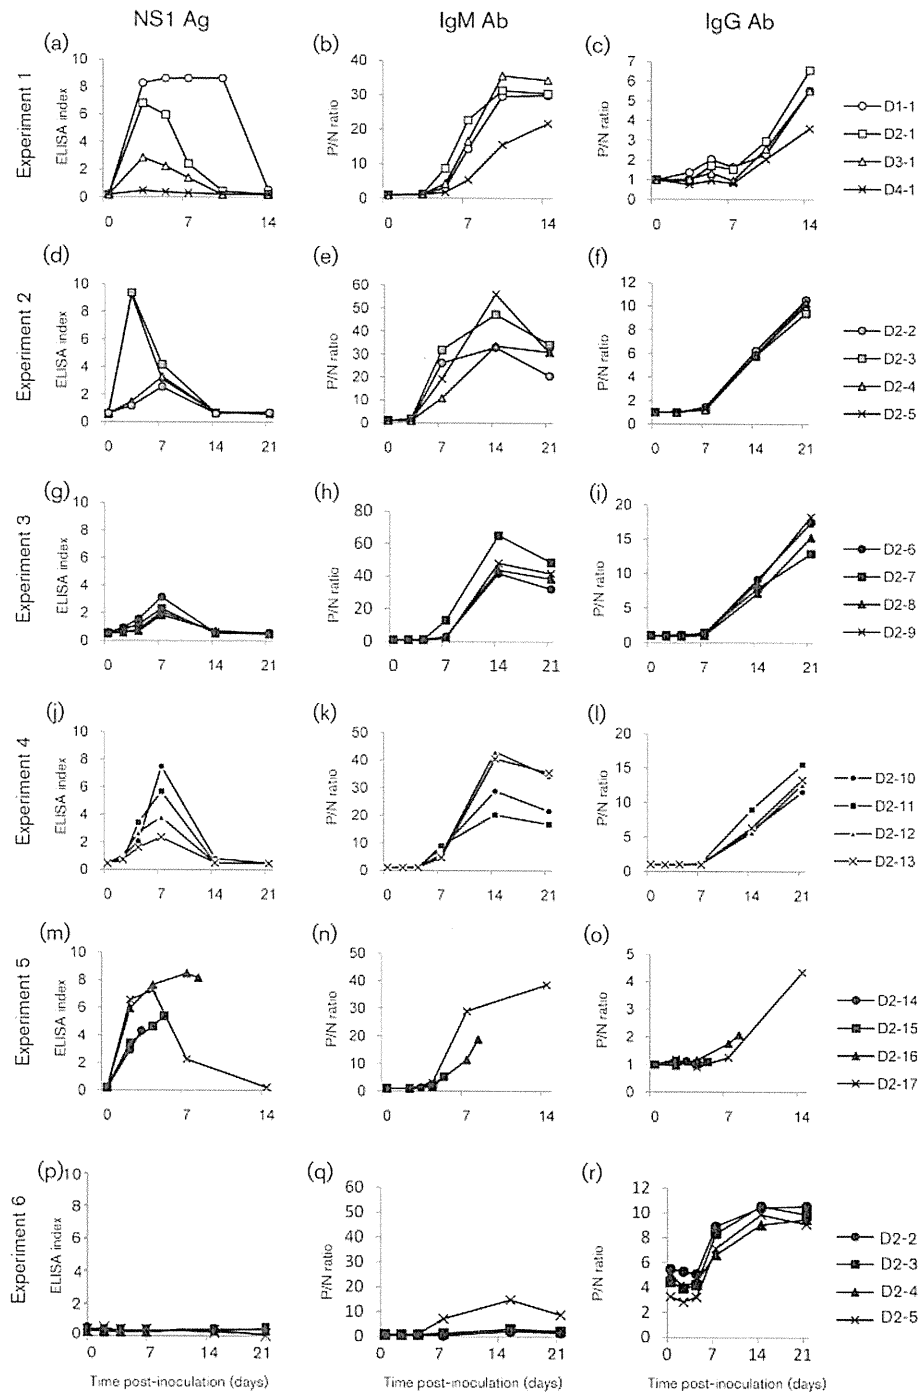 NS1 Ag
IgM Ab
IgG Ab
Experiment 1
(a)
ELISA index
10
8
6
4
2
0
0 7 14
(b)
P/N ratio
40
30
20
10
0
0 7 14
(c)
P/N ratio
7
6
5
4
3
2
1
0
0 7 14
D1-1
D2-1
D3-1
D4-1
Experiment 2
(d)
ELISA index
10
8
6
4
2
0
0 7 14 21
(e)
P/N ratio
60
50
40
30
20
10
0
0 7 14 21
(f)
P/N ratio
12
10
8
6
4
2
0
0 7 14 21
D2-2
D2-3
D2-4
D2-5
Experiment 3
(g)
ELISA index
10
8
6
4
2
0
0 7 14 21
(h)
P/N ratio
80
60
40
20
0
0 7 14 21
(i)
P/N ratio
20
15
10
5
0
0 7 14 21
D2-6
D2-7
D2-8
D2-9
Experiment 4
(j)
ELISA index
10
8
6
4
2
0
0 7 14 21
(k)
P/N ratio
50
40
30
20
10
0
0 7 14 21
(l)
P/N ratio
20
15
10
5
0
0 7 14 21
D2-10
D2-11
D2-12
D2-13
Experiment 5
(m)
ELISA index
10
8
6
4
2
0
0 7 14
(n)
P/N ratio
50
40
30
20
10
0
0 7 14
(o)
P/N ratio
5
4
3
2
1
0
0 7 14
D2-14
D2-15
D2-16
D2-17
Experiment 6
(p)
ELISA index
10
8
6
4
2
0
0 7 14 21
Time post-inoculation (days)
(q)
P/N ratio
60
50
40
30
20
10
0
0 7 14 21
Time post-inoculation (days)
(r)
P/N ratio
12
10
8
6
4
2
0
0 7 14 21
Time post-inoculation (days)
D2-2
D2-3
D2-4
D2-5